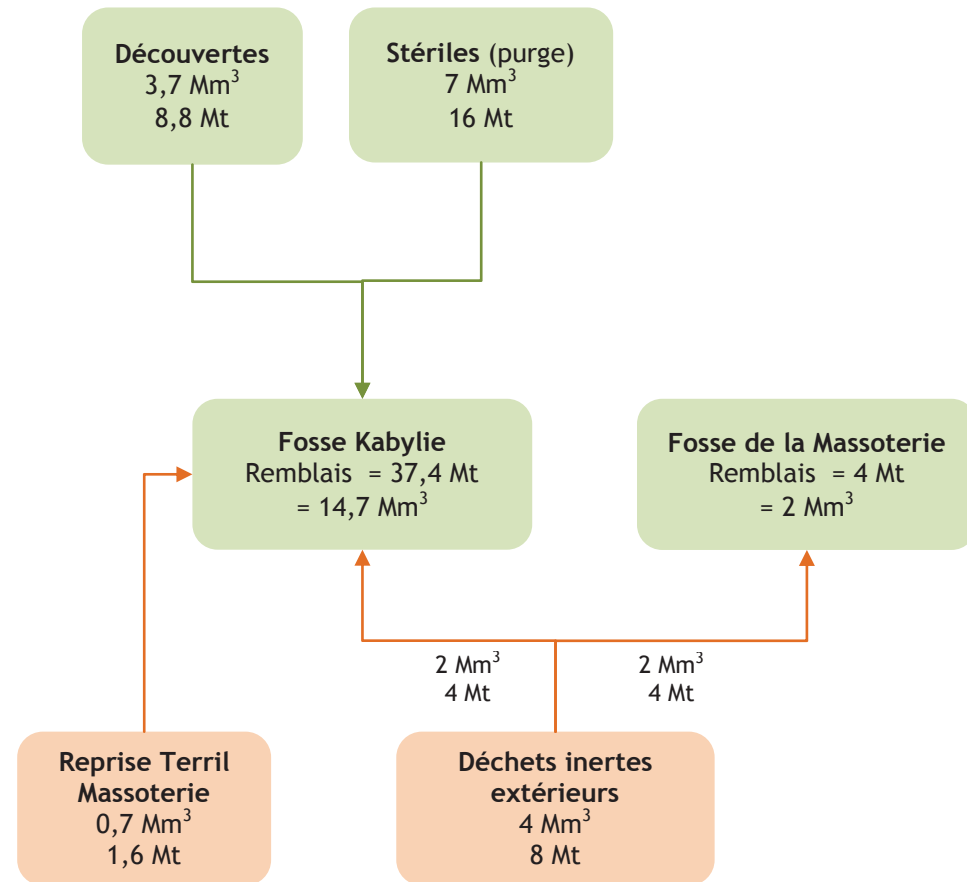 Découvertes
3,7 Mm³
8,8 Mt
Stériles (purge)
7 Mm³
16 Mt
Fosse Kabylie
Remblais = 37,4 Mt
= 14,7 Mm³
Fosse de la Massoterie
Remblais = 4 Mt
= 2 Mm³
2 Mm³
4 Mt
2 Mm³
4 Mt
Reprise Terril
Massoterie
0,7 Mm³
1,6 Mt
Déchets inertes
extérieurs
4 Mm³
8 Mt